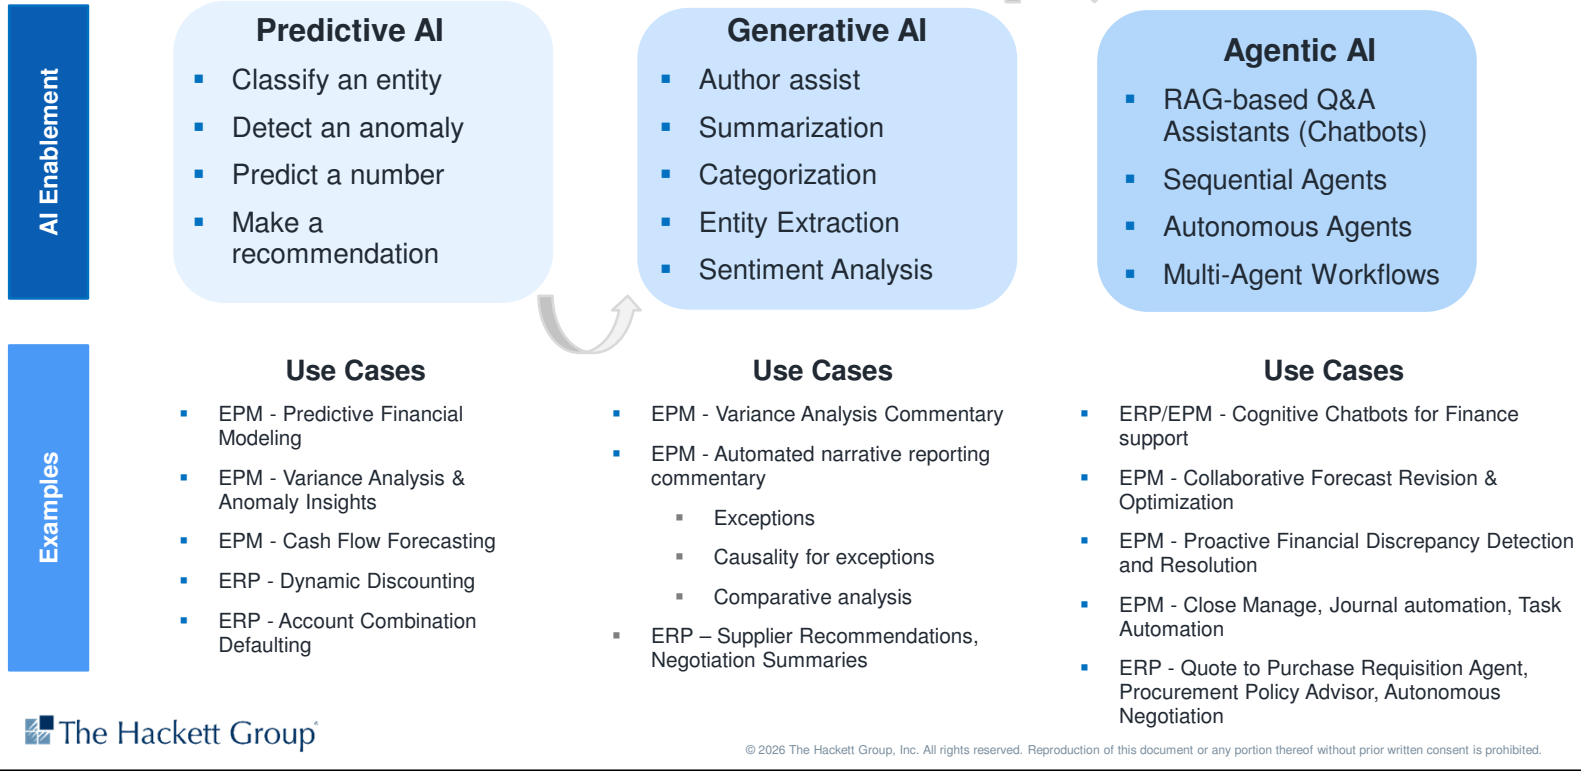 AI Enablement
Predictive AI
▪ Classify an entity
▪ Detect an anomaly
▪ Predict a number
▪ Make a
recommendation
Generative AI
▪ Author assist
▪ Summarization
▪ Categorization
▪ Entity Extraction
▪ Sentiment Analysis
Agentic AI
▪ RAG-based Q&A
Assistants (Chatbots)
▪ Sequential Agents
▪ Autonomous Agents
▪ Multi-Agent Workflows
Examples
Use Cases
▪ EPM - Predictive Financial
Modeling
▪ EPM - Variance Analysis &
Anomaly Insights
▪ EPM - Cash Flow Forecasting
▪ ERP - Dynamic Discounting
▪ ERP - Account Combination
Defaulting
Use Cases
▪ EPM - Variance Analysis Commentary
▪ EPM - Automated narrative reporting
commentary
▪ Exceptions
▪ Causality for exceptions
▪ Comparative analysis
▪ ERP – Supplier Recommendations,
Negotiation Summaries
Use Cases
▪ ERP/EPM - Cognitive Chatbots for Finance
support
▪ EPM - Collaborative Forecast Revision &
Optimization
▪ EPM - Proactive Financial Discrepancy Detection
and Resolution
▪ EPM - Close Manage, Journal automation, Task
Automation
▪ ERP - Quote to Purchase Requisition Agent,
Procurement Policy Advisor, Autonomous
Negotiation
The Hackett Group
© 2026 The Hackett Group, Inc. All rights reserved. Reproduction of this document or any portion thereof without prior written consent is prohibited.